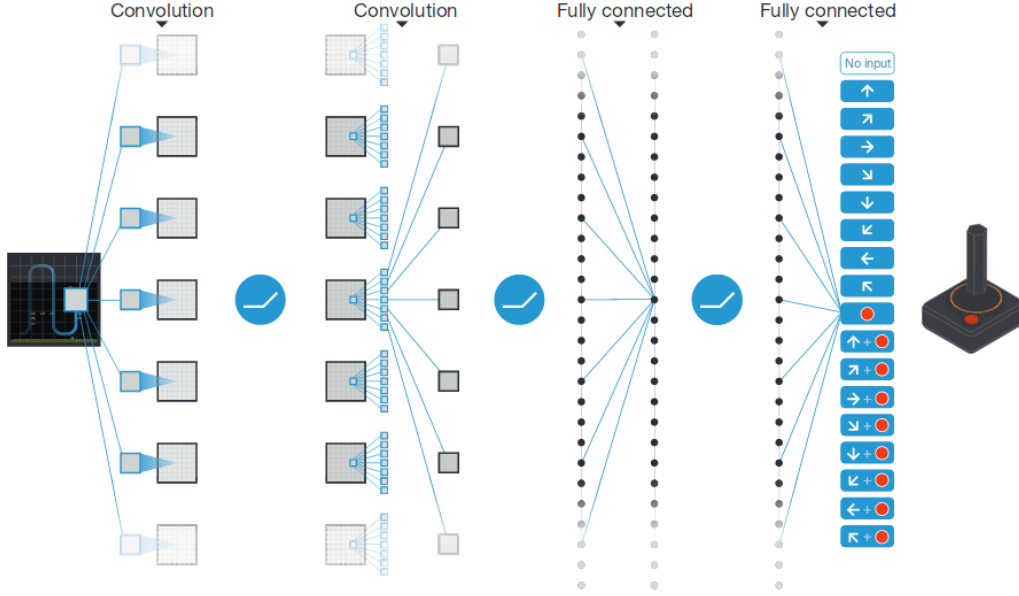 Convolution
Convolution
Fully connected
Fully connected
No input
+
+
+
+
+
+
+
+